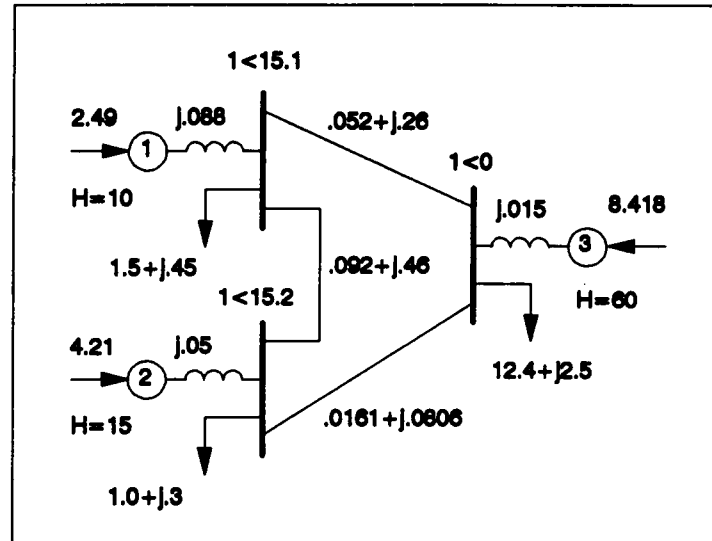 1<15.1
2.49
j.088
.052+j.26
1
1<0
H=10
j.015
8.418
3
1.5+j.45
.092+j.46
1<15.2
H=60
4.21
j.05
2
12.4+j2.5
H=15
.0161+j.0806
1.0+j.3